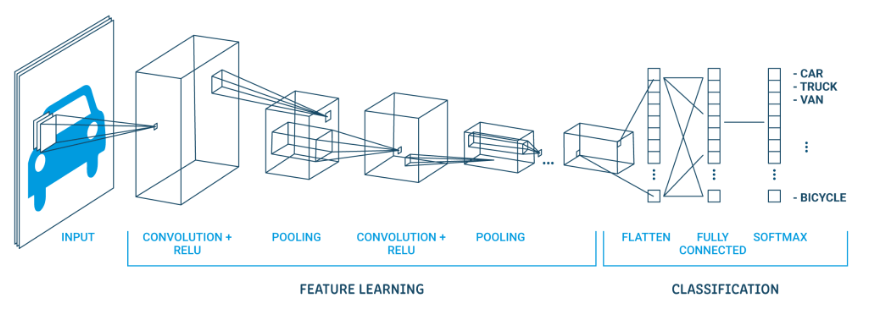 - CAR
- TRUCK
- VAN
- BICYCLE
INPUT
CONVOLUTION +
RELU
POOLING
CONVOLUTION +
RELU
POOLING
FLATTEN
FULLY
CONNECTED
SOFTMAX
FEATURE LEARNING
CLASSIFICATION